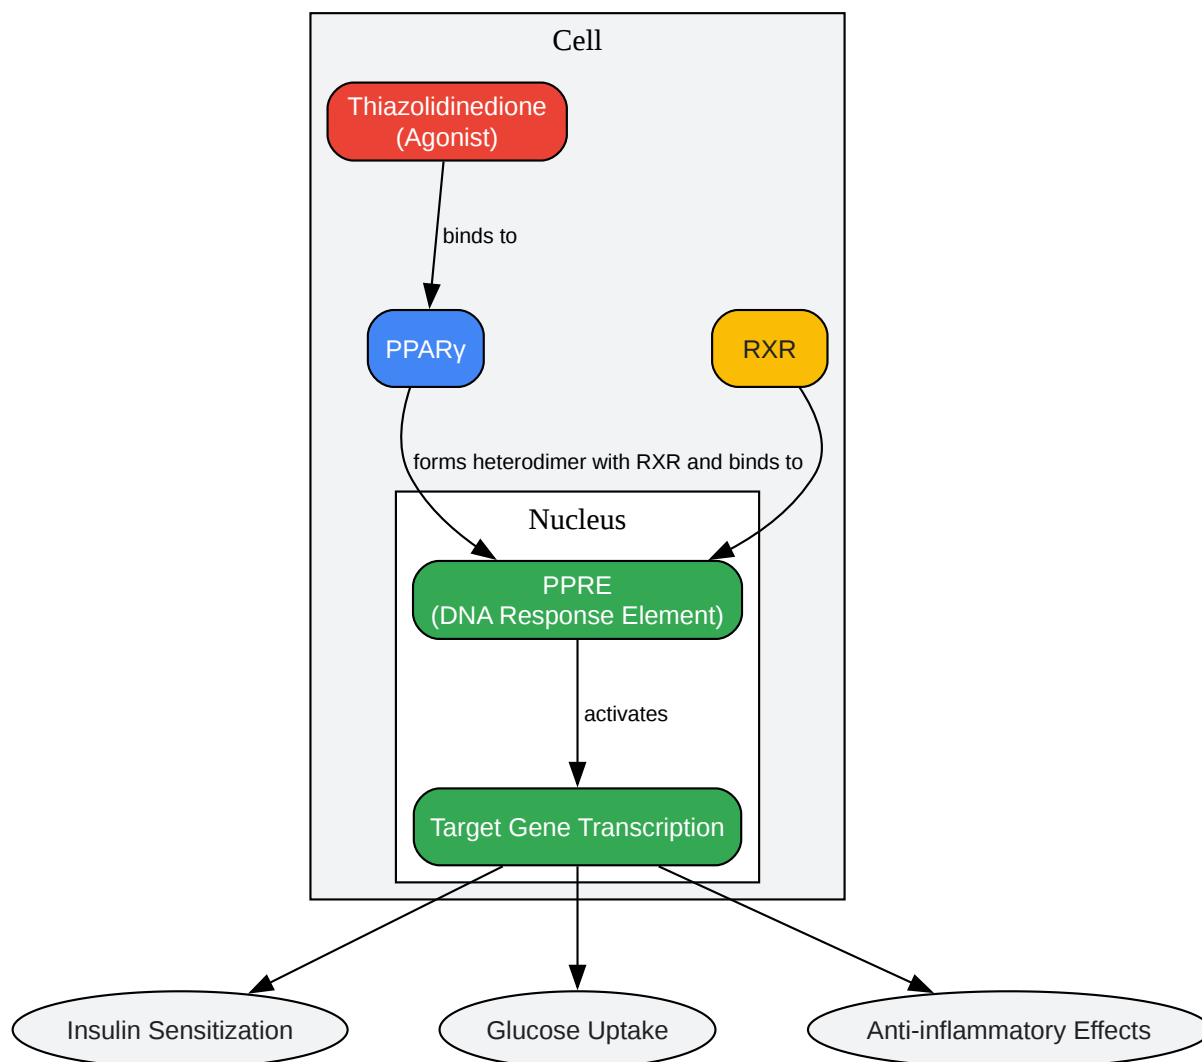 Cell
Thiazolidinedione
(Agonist)
binds to
PPARγ
RXR
forms heterodimer with RXR and binds to
Nucleus
PPRE
(DNA Response Element)
activates
Target Gene Transcription
Insulin Sensitization
Glucose Uptake
Anti-inflammatory Effects